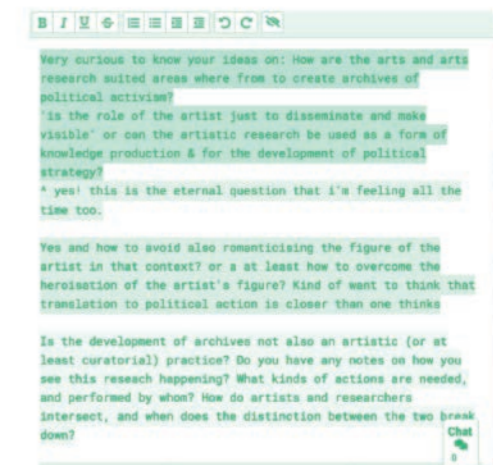 B I U S
Very curious to know your ideas on: How are the arts and arts
research suited areas where from to create archives of
political activism?
'is the role of the artist just to disseminate and make
visible' or can the artistic research be used as a form of
knowledge production & for the development of political
strategy?
^ yes! this is the eternal question that i'm feeling all the
time too.
Yes and how to avoid also romanticising the figure of the
artist in that context? or a at least how to overcome the
heroisation of the artist's figure? Kind of want to think that
translation to political action is closer than one thinks
Is the development of archives not also an artistic (or at
least curatorial) practice? Do you have any notes on how you
see this reseach happening? What kinds of actions are needed,
and performed by whom? How do artists and researchers
intersect, and when does the distinction between the two break
down?
Chat
0